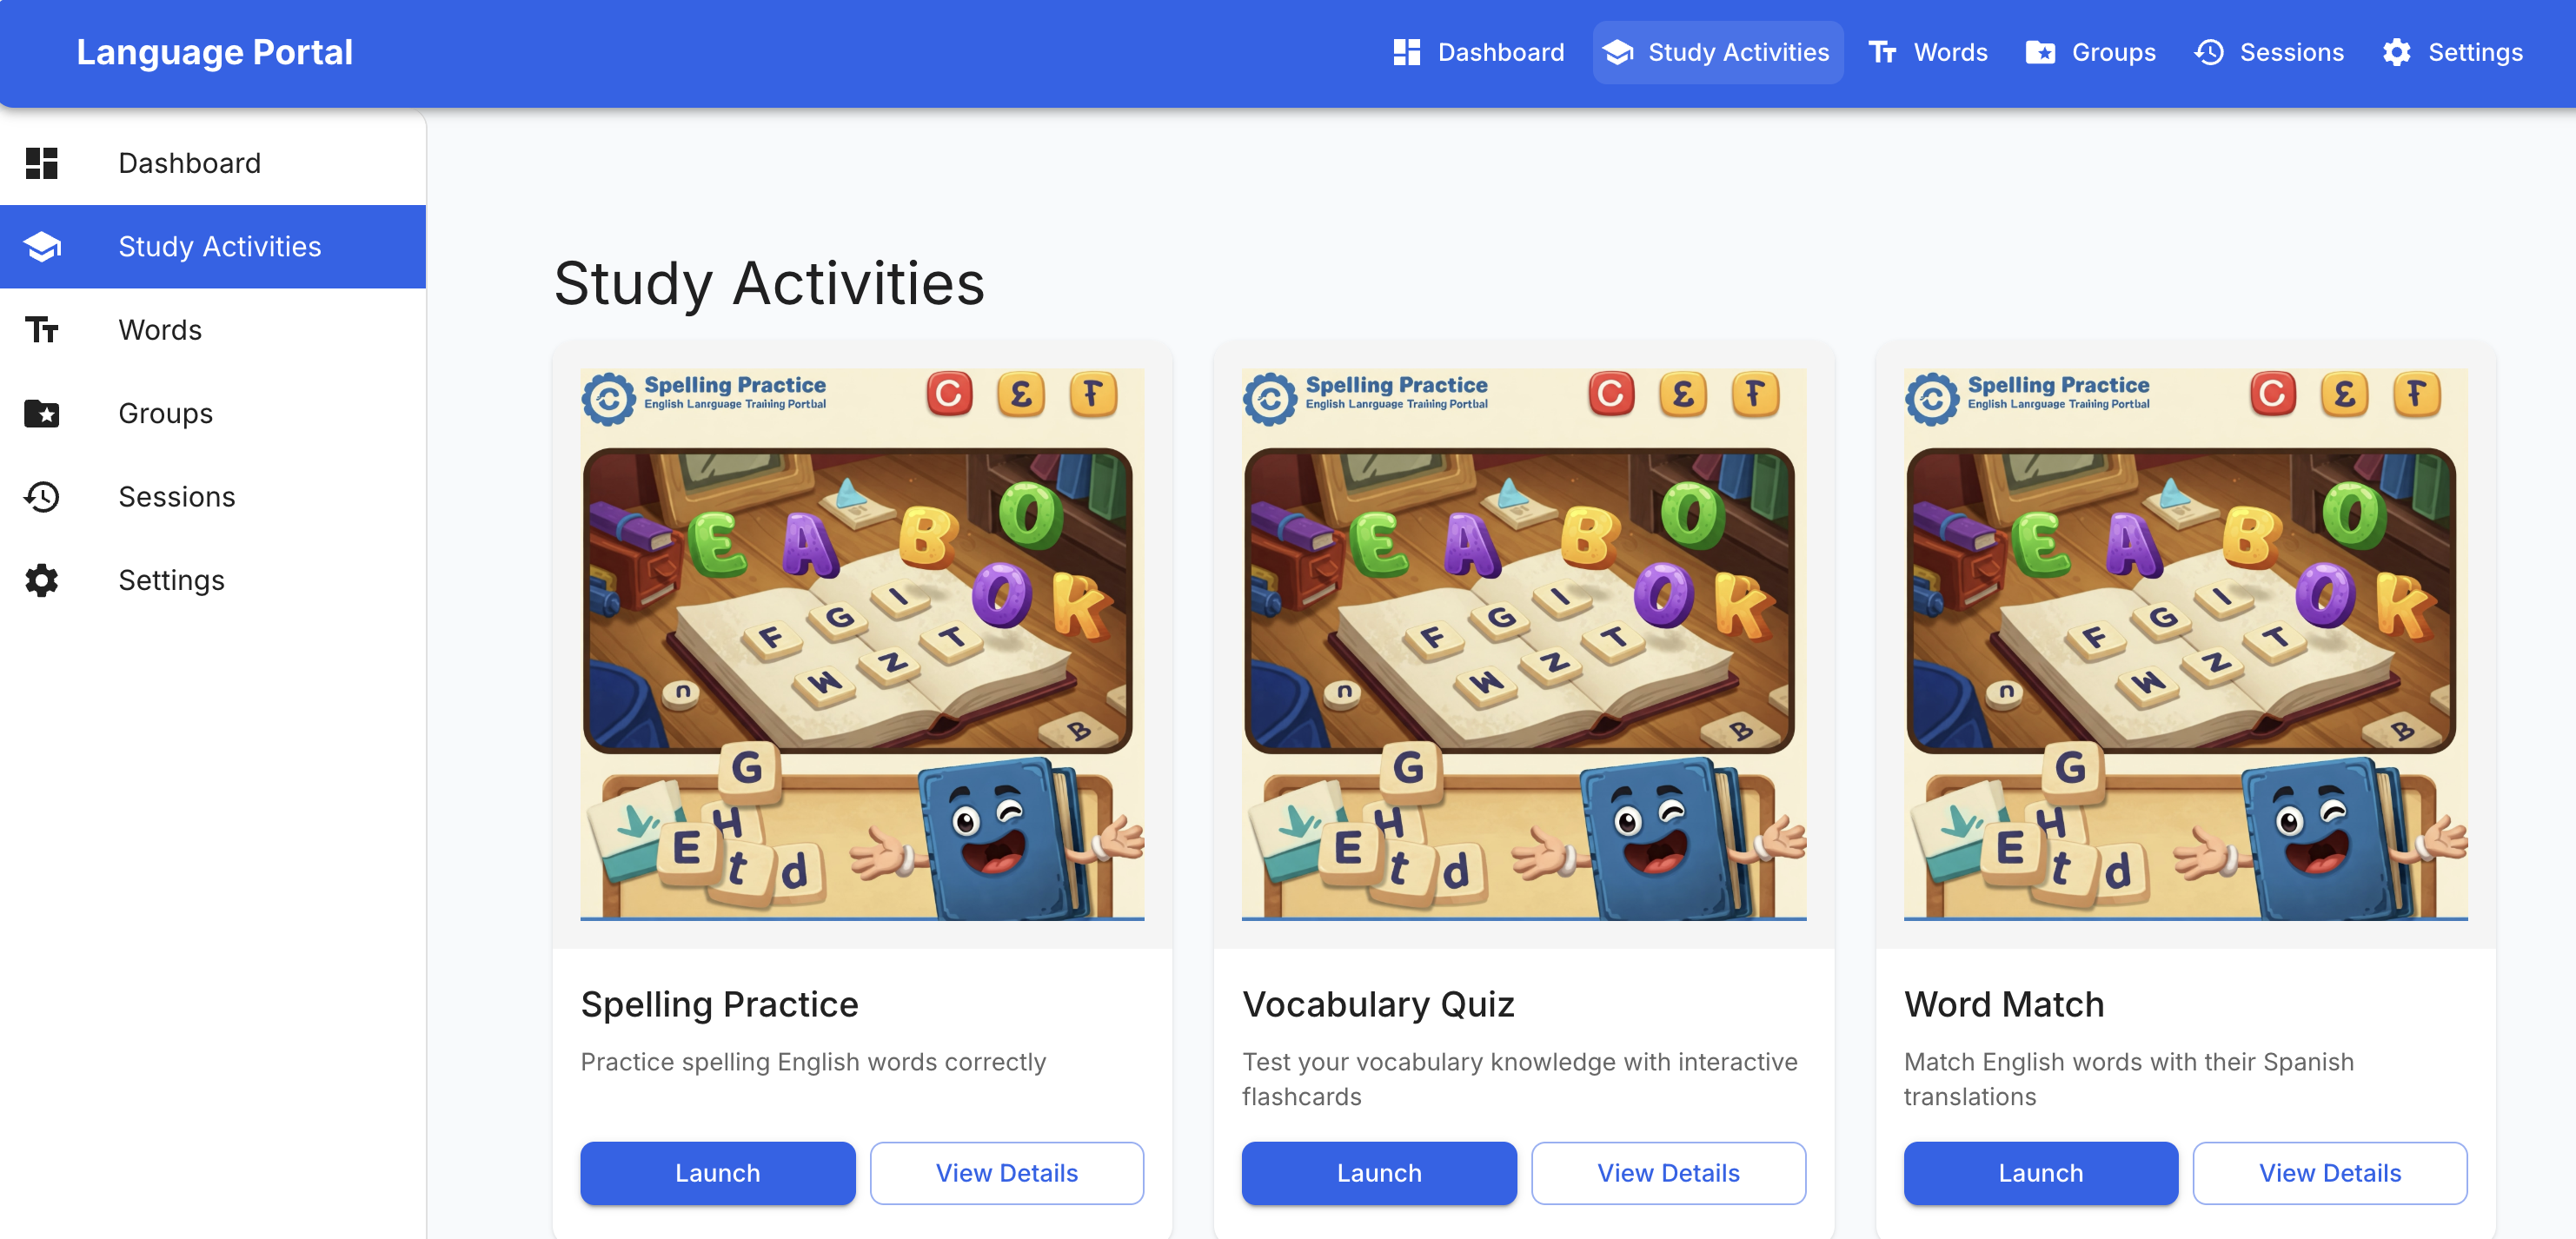 Language Portal
Dashboard
Study Activities
Words
Groups
Sessions
Settings
Dashboard
Study Activities
Words
Groups
Sessions
Settings
Study Activities
Spelling Practice
English Lanrguage Traiũing Portbal
C
Ɛ
Ŧ
E A B O
O K
F G I
W Z T
n
B
G
H
E t d
Spelling Practice
Practice spelling English words correctly
Launch
View Details
Spelling Practice
English Lanrguage Traiũing Portbal
C
Ɛ
Ŧ
E A B O
O K
F G I
W Z T
n
B
G
H
E t d
Vocabulary Quiz
Test your vocabulary knowledge with interactive
flashcards
Launch
View Details
Spelling Practice
English Lanrguage Traiũing Portbal
C
Ɛ
Ŧ
E A B O
O K
F G I
W Z T
n
B
G
H
E t d
Word Match
Match English words with their Spanish
translations
Launch
View Details